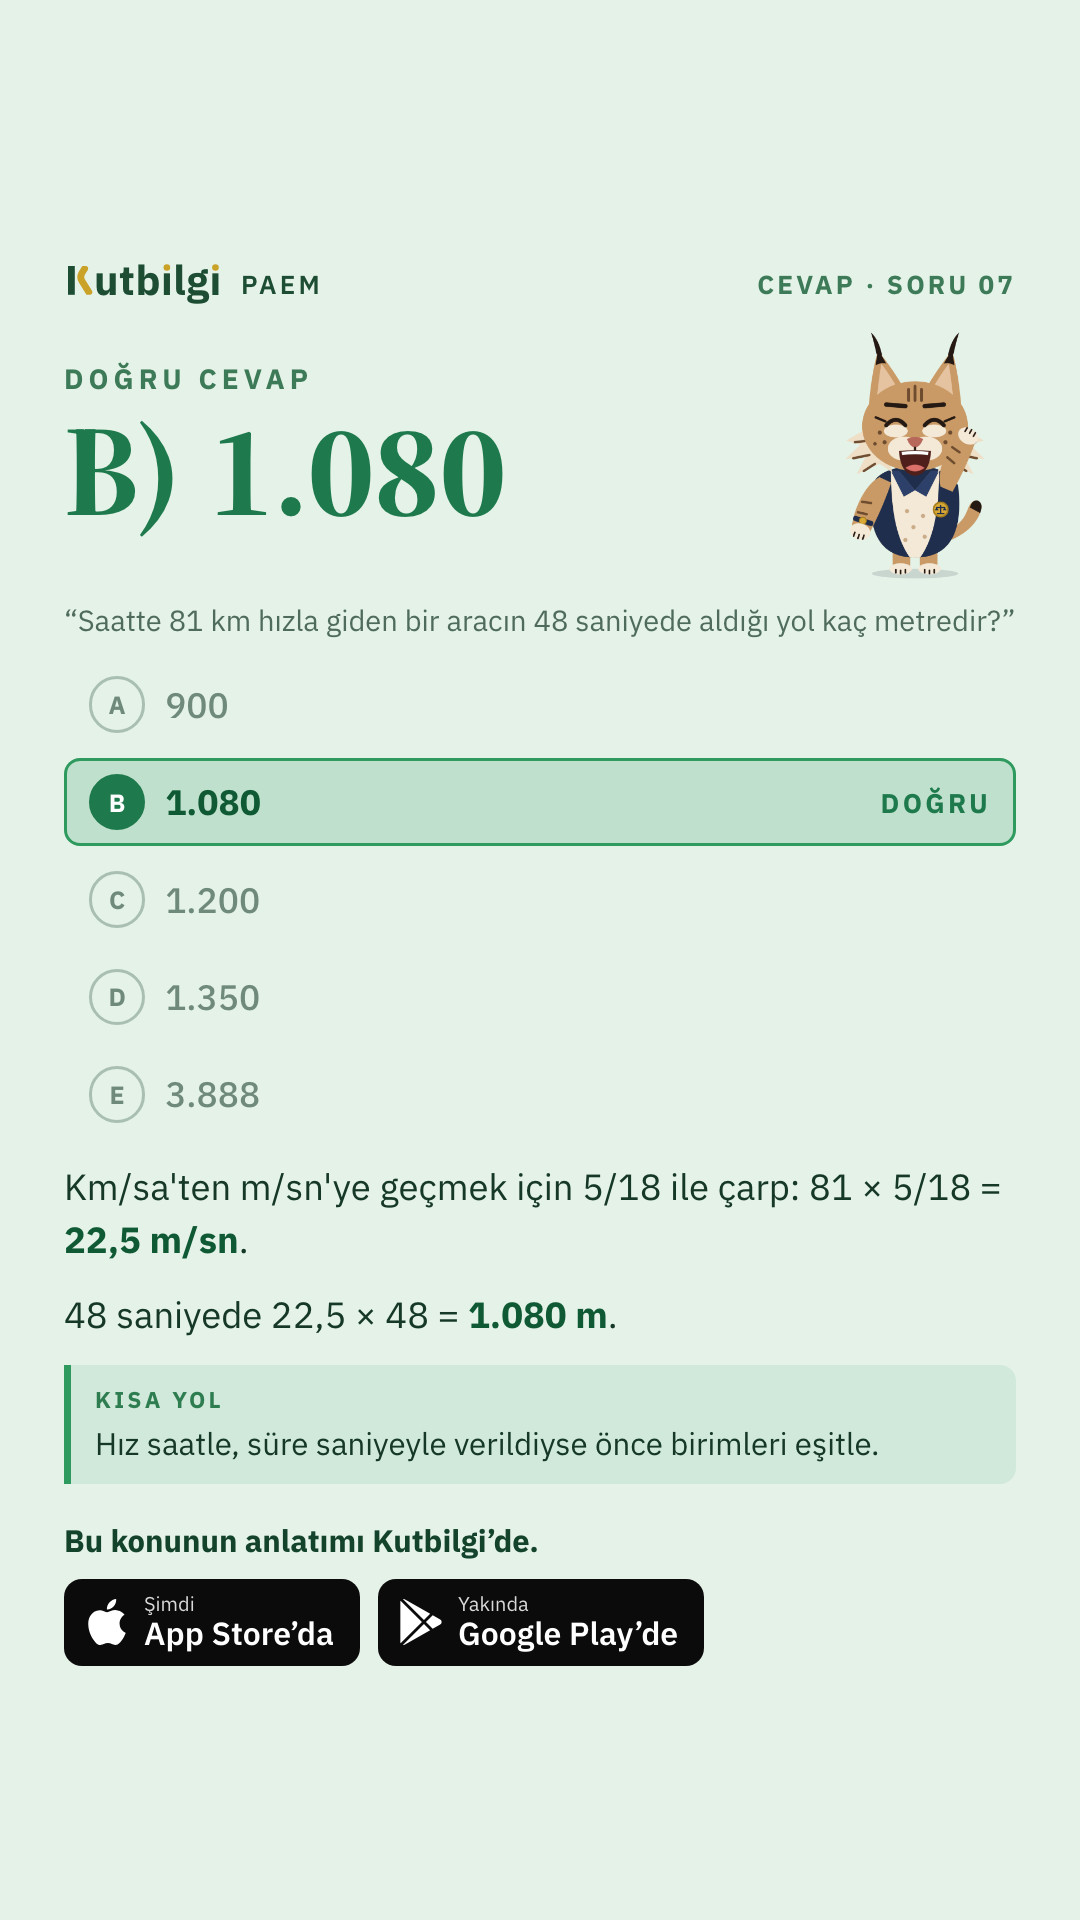 Kutbilgi PAEM
CEVAP · SORU 07
DOĞRU CEVAP
B) 1.080
“Saatte 81 km hızla giden bir aracın 48 saniyede aldığı yol kaç metredir?”
A 900
B 1.080 DOĞRU
C 1.200
D 1.350
E 3.888
Km/sa'ten m/sn'ye geçmek için 5/18 ile çarp: 81 × 5/18 =
22,5 m/sn.
48 saniyede 22,5 × 48 = 1.080 m.
KISA YOL
Hız saatle, süre saniyeyle verildiyse önce birimleri eşitle.
Bu konunun anlatımı Kutbilgi’de.
Şimdi
App Store’da
Yakında
Google Play’de